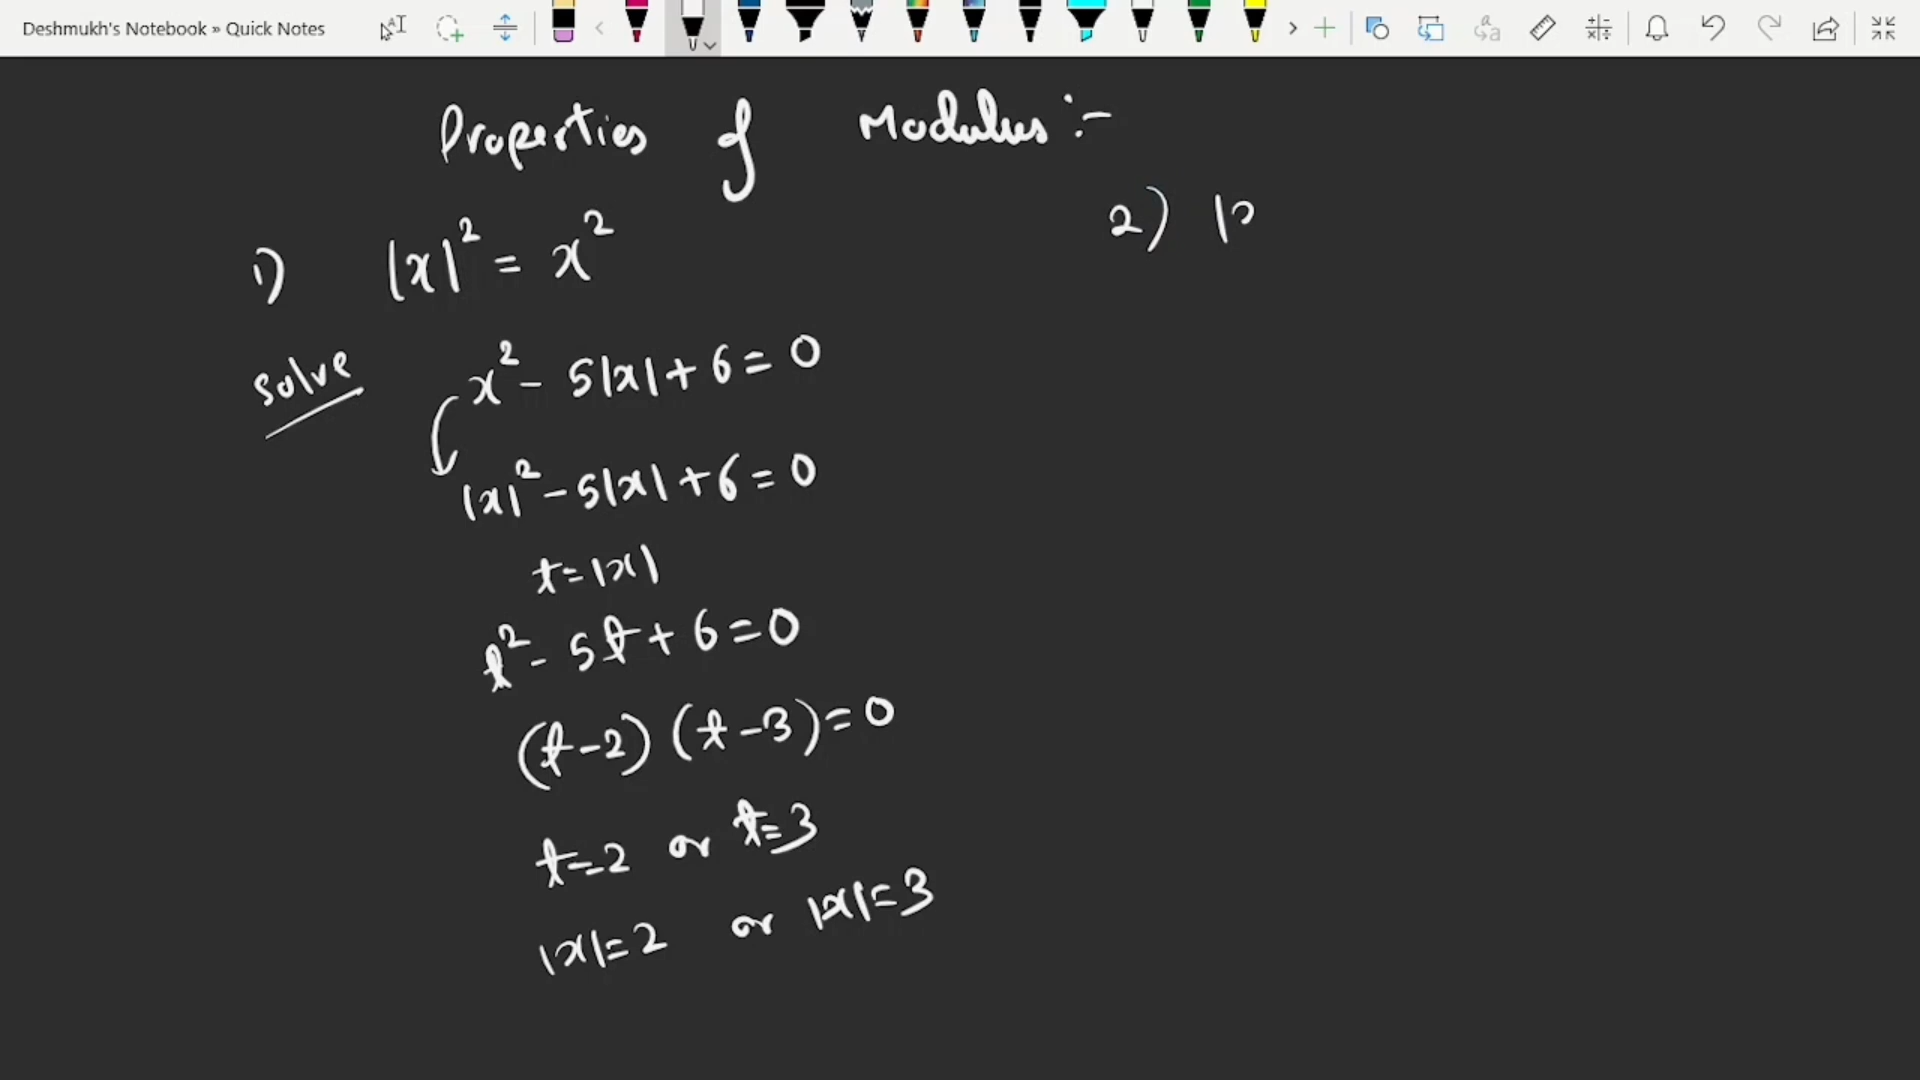 Deshmukh's Notebook » Quick Notes
Properties of Modulus :-
1) |x|² = x²
Solve x² - 5|x| + 6 = 0
|x|² - 5|x| + 6 = 0
t = |x|
t² - 5t + 6 = 0
(t-2) (t-3) = 0
t = 2 or t = 3
|x| = 2 or |x| = 3
2) |